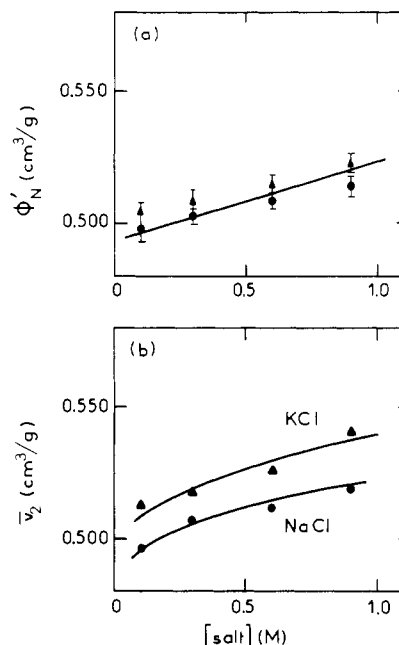 (a)
0.550
0.500
ϕ′N (cm³/g)
0 0.5 1.0
(b)
0.550
0.500
v̄₂ (cm³/g)
KCl
NaCl
0 0.5 1.0
[salt] (M)